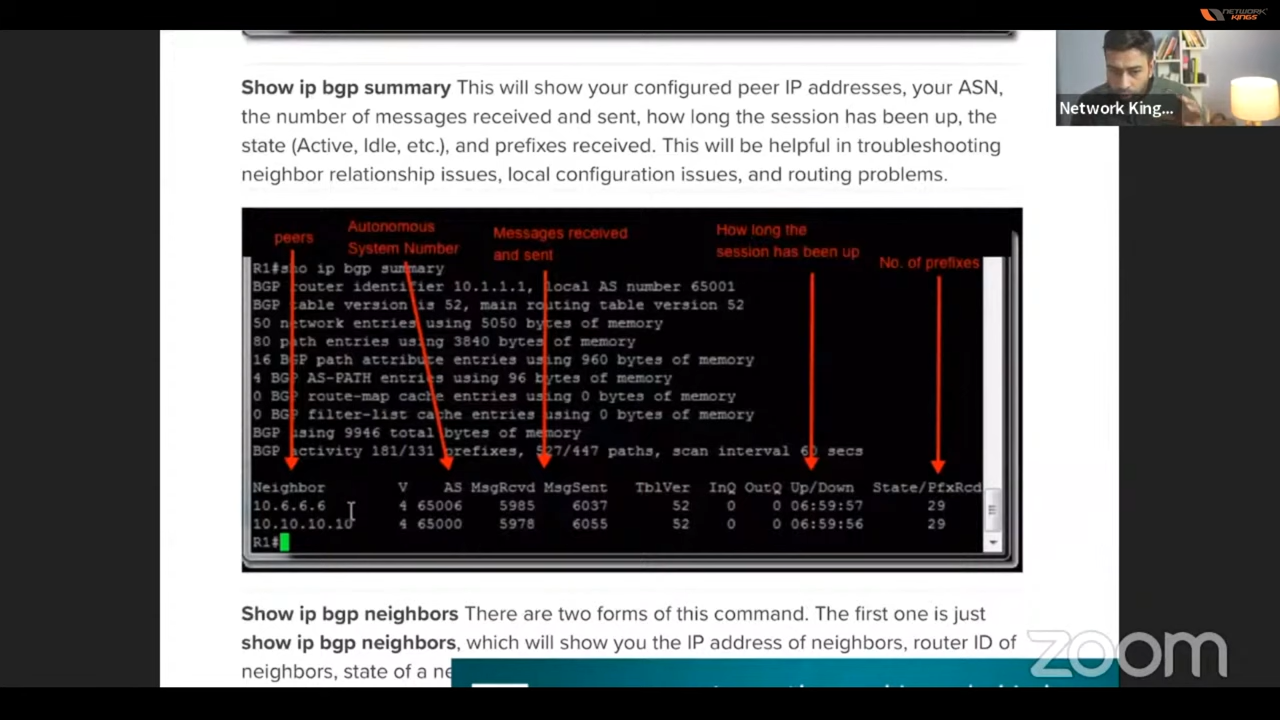 NETWORK
KINGS
Network King...
Show ip bgp summary This will show your configured peer IP addresses, your ASN,
the number of messages received and sent, how long the session has been up, the
state (Active, Idle, etc.), and prefixes received. This will be helpful in troubleshooting
neighbor relationship issues, local configuration issues, and routing problems.
peers
Autonomous
System Number
Messages received
and sent
How long the
session has been up
No. of prefixes
R1#sho ip bgp summary
BGP router identifier 10.1.1.1, local AS number 65001
BGP table version is 52, main routing table version 52
50 network entries using 5050 bytes of memory
80 path entries using 3840 bytes of memory
16 BGP path attribute entries using 960 bytes of memory
4 BGP AS-PATH entries using 96 bytes of memory
0 BGP route-map cache entries using 0 bytes of memory
0 BGP filter-list cache entries using 0 bytes of memory
BGP using 9946 total bytes of memory
BGP activity 181/131 prefixes, 527/447 paths, scan interval 60 secs
Neighbor V AS MsgRcvd MsgSent TblVer InQ OutQ Up/Down State/PfxRcd
10.6.6.6 4 65006 5985 6037 52 0 0 06:59:57 29
10.10.10.10 4 65000 5978 6055 52 0 0 06:59:56 29
R1#
Show ip bgp neighbors There are two forms of this command. The first one is just
show ip bgp neighbors, which will show you the IP address of neighbors, router ID of
neighbors, state of a ne
zoom